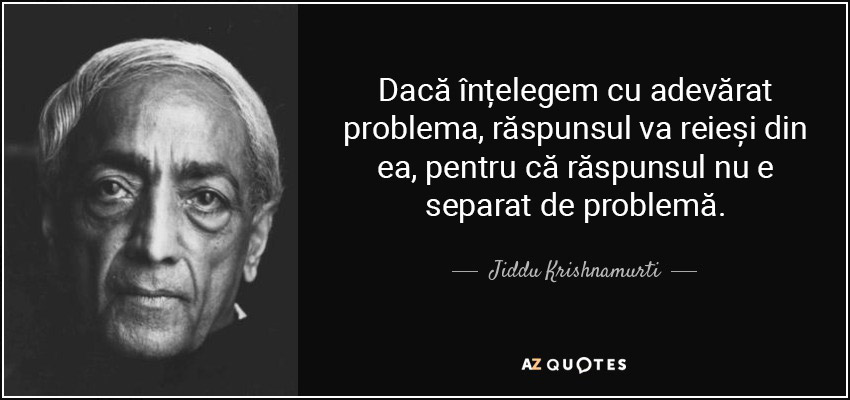 Dacă înțelegem cu adevărat
problema, răspunsul va reieși din
ea, pentru că răspunsul nu e
separat de problemă.
Jiddu Krishnamurti
AZ QUOTES